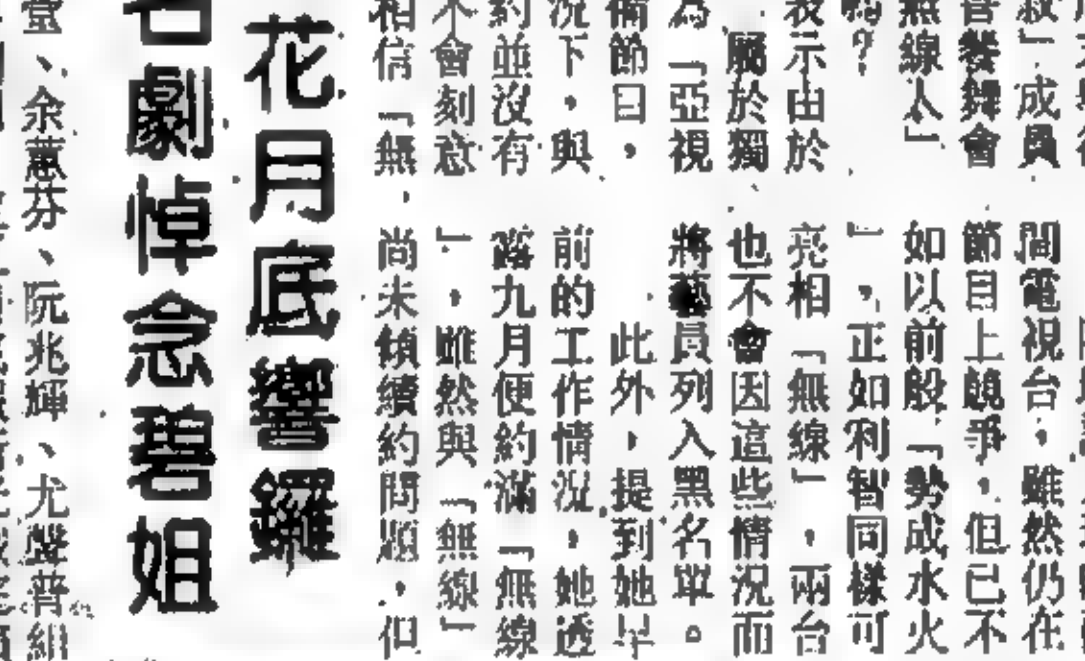 叔」成員
間電視台，雖然仍在
會餐舞會
節目上競爭，但已不
無線人」
如以前般「勢成水火
嗎？
」，正如利智同樣可
表示由於
亮相「無線」，兩台
屬於獨
也不會因這些情況而
為「亞視
將藝員列入黑名單。
備節目，
此外，提到她早
況下，與
前的工作情況，她透
約並沒有
露九月便約滿「無線
不會刻意
」，雖然與「無線」
相信「無
尚未傾續約問題，但
花月底響鑼
名劇悼念碧姐
、余蕙芬、阮兆輝、尤聲普組